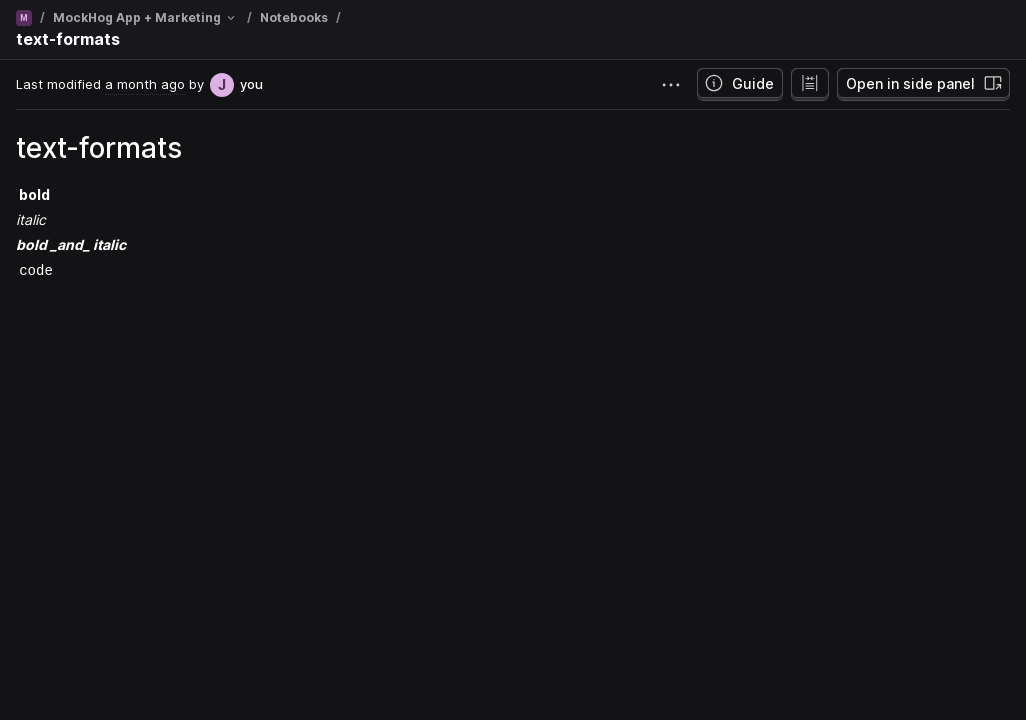 M / MockHog App + Marketing / Notebooks /
text-formats
Last modified a month ago by J you
Guide
Open in side panel
text-formats
bold
italic
bold _and_ italic
code